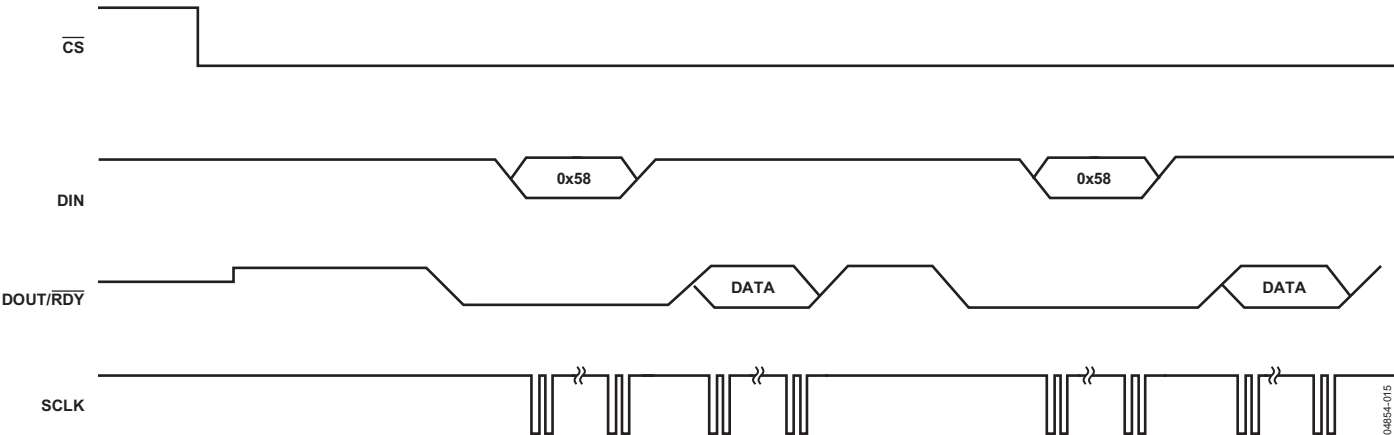 CS
DIN
0x58
0x58
DOUT/RDY
DATA
DATA
SCLK
04854-015